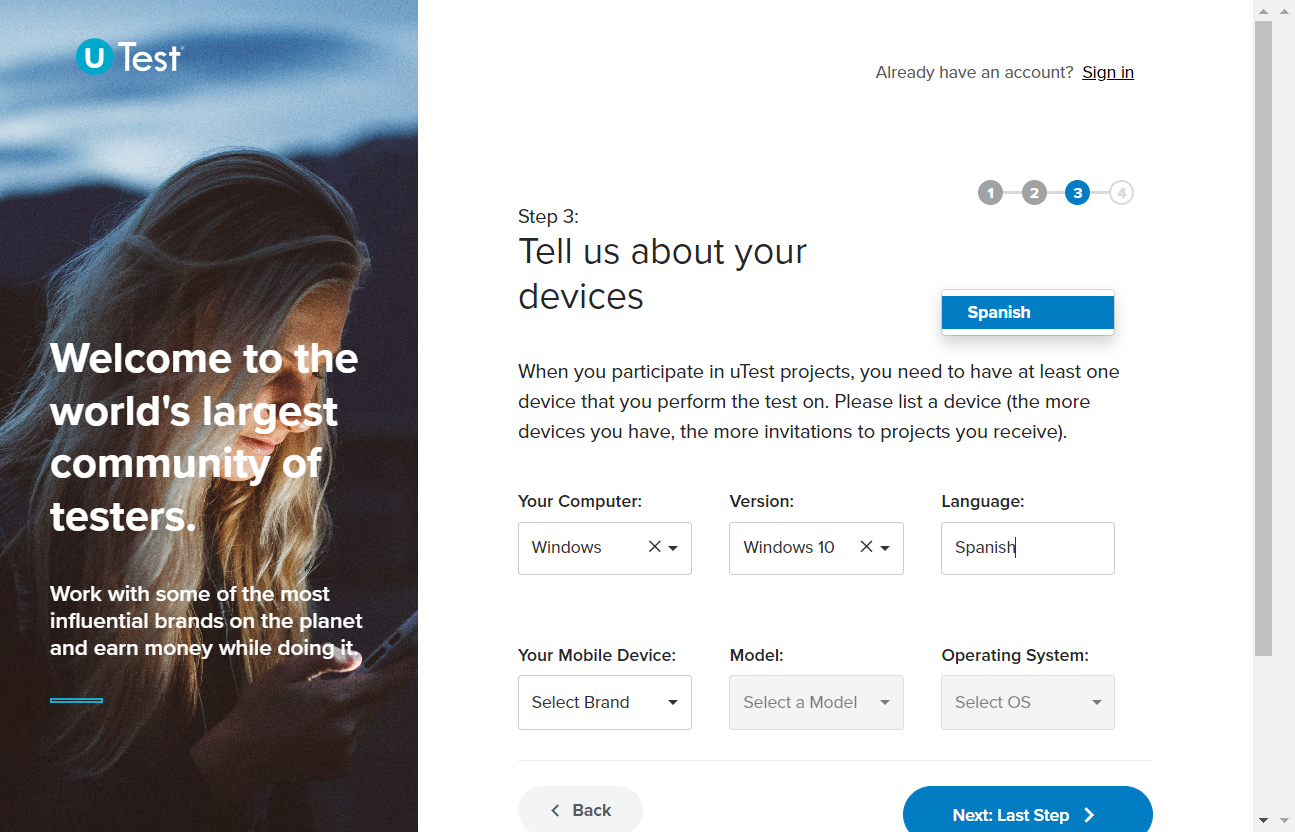 U Test
Already have an account? Sign in
1 2 3 4
Step 3:
Tell us about your
devices
Spanish
Welcome to the
world's largest
community of
testers.
When you participate in uTest projects, you need to have at least one
device that you perform the test on. Please list a device (the more
devices you have, the more invitations to projects you receive).
Your Computer: Version: Language:
Windows Windows 10 Spanish
Work with some of the most
influential brands on the planet
and earn money while doing it.
Your Mobile Device: Model: Operating System:
Select Brand Select a Model Select OS
Back Next: Last Step